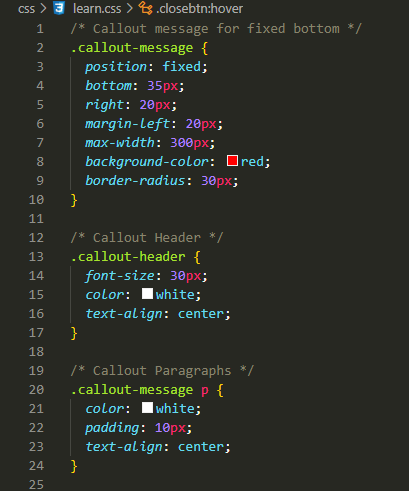 css > learn.css > .closebtn:hover
1 /* Callout message for fixed bottom */
2 .callout-message {
3 position: fixed;
4 bottom: 35px;
5 right: 20px;
6 margin-left: 20px;
7 max-width: 300px;
8 background-color: red;
9 border-radius: 30px;
10 }
11
12 /* Callout Header */
13 .callout-header {
14 font-size: 30px;
15 color: white;
16 text-align: center;
17 }
18
19 /* Callout Paragraphs */
20 .callout-message p {
21 color: white;
22 padding: 10px;
23 text-align: center;
24 }
25